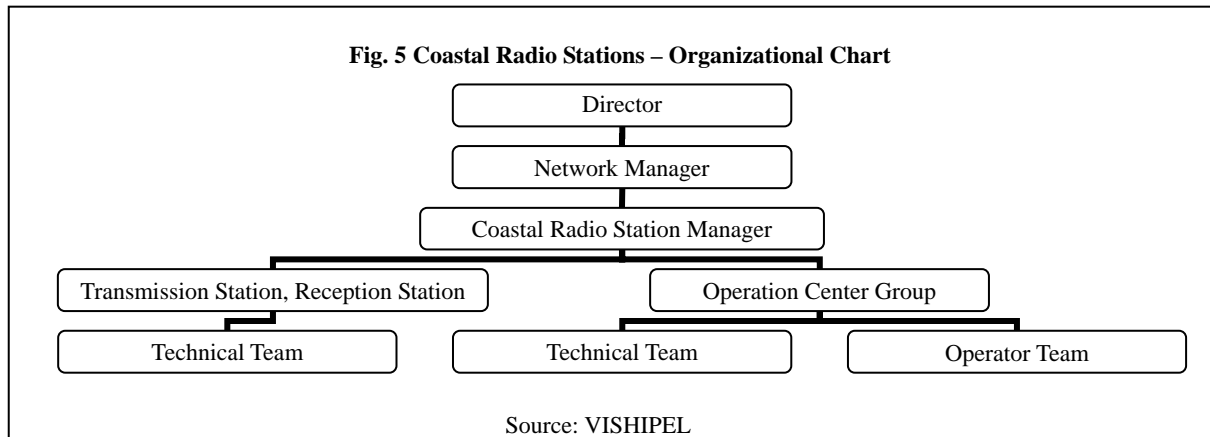 Fig. 5 Coastal Radio Stations – Organizational Chart
Director
Network Manager
Coastal Radio Station Manager
Transmission Station, Reception Station
Operation Center Group
Technical Team
Technical Team
Operator Team
Source: VISHIPEL